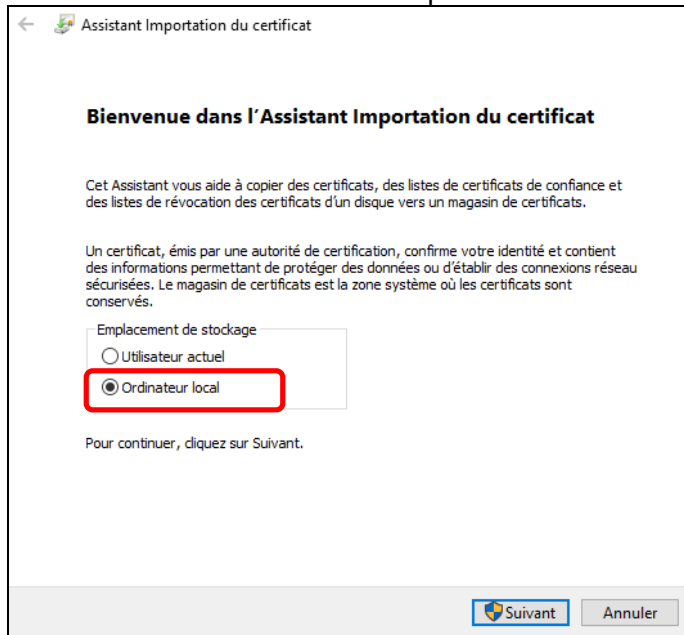 Assistant Importation du certificat
Bienvenue dans l'Assistant Importation du certificat
Cet Assistant vous aide à copier des certificats, des listes de certificats de confiance et
des listes de révocation des certificats d'un disque vers un magasin de certificats.
Un certificat, émis par une autorité de certification, confirme votre identité et contient
des informations permettant de protéger des données ou d'établir des connexions réseau
sécurisées. Le magasin de certificats est la zone système où les certificats sont
conservés.
Emplacement de stockage
Utilisateur actuel
Ordinateur local
Pour continuer, cliquez sur Suivant.
Suivant Annuler